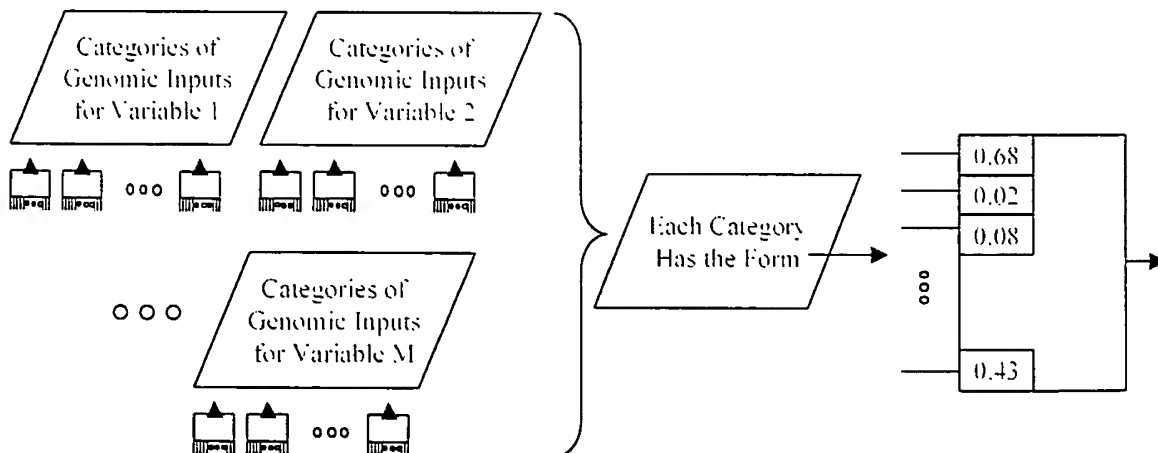 Categories of
Genomic Inputs
for Variable 1
Categories of
Genomic Inputs
for Variable 2
Categories of
Genomic Inputs
for Variable M
Each Category
Has the Form
0.68
0.02
0.08
0.43